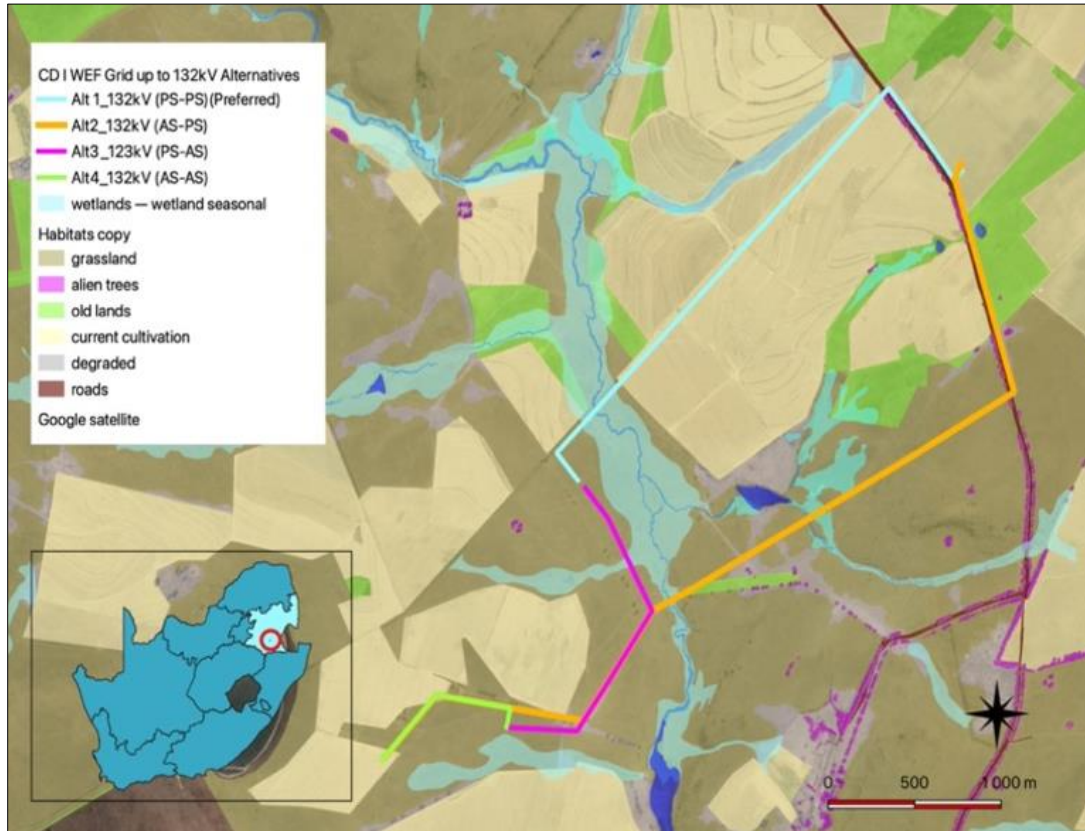 CD I WEF Grid up to 132kV Alternatives
Alt 1_132kV (PS-PS)(Preferred)
Alt2_132kV (AS-PS)
Alt3_123kV (PS-AS)
Alt4_132kV (AS-AS)
wetlands — wetland seasonal
Habitats copy
grassland
alien trees
old lands
current cultivation
degraded
roads
Google satellite
0 500 1000 m